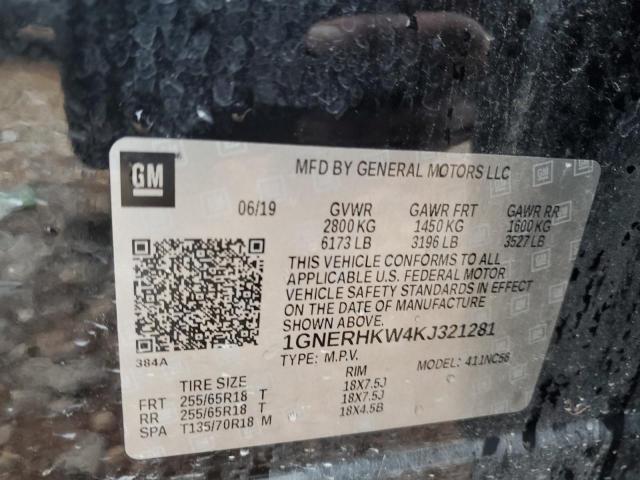 GM
MFD BY GENERAL MOTORS LLC
06/19 GVWR GAWR FRT GAWR RR
2800 KG 1450 KG 1600 KG
6173 LB 3196 LB 3527 LB
THIS VEHICLE CONFORMS TO ALL
APPLICABLE U.S. FEDERAL MOTOR
VEHICLE SAFETY STANDARDS IN EFFECT
ON THE DATE OF MANUFACTURE
SHOWN ABOVE.
1GNERHKW4KJ321281
384A TYPE: M.P.V. MODEL: 411NC56
TIRE SIZE RIM
FRT 255/65R18 T 18X7.5J
RR 255/65R18 T 18X7.5J
SPA T135/70R18 M 18X4.5B